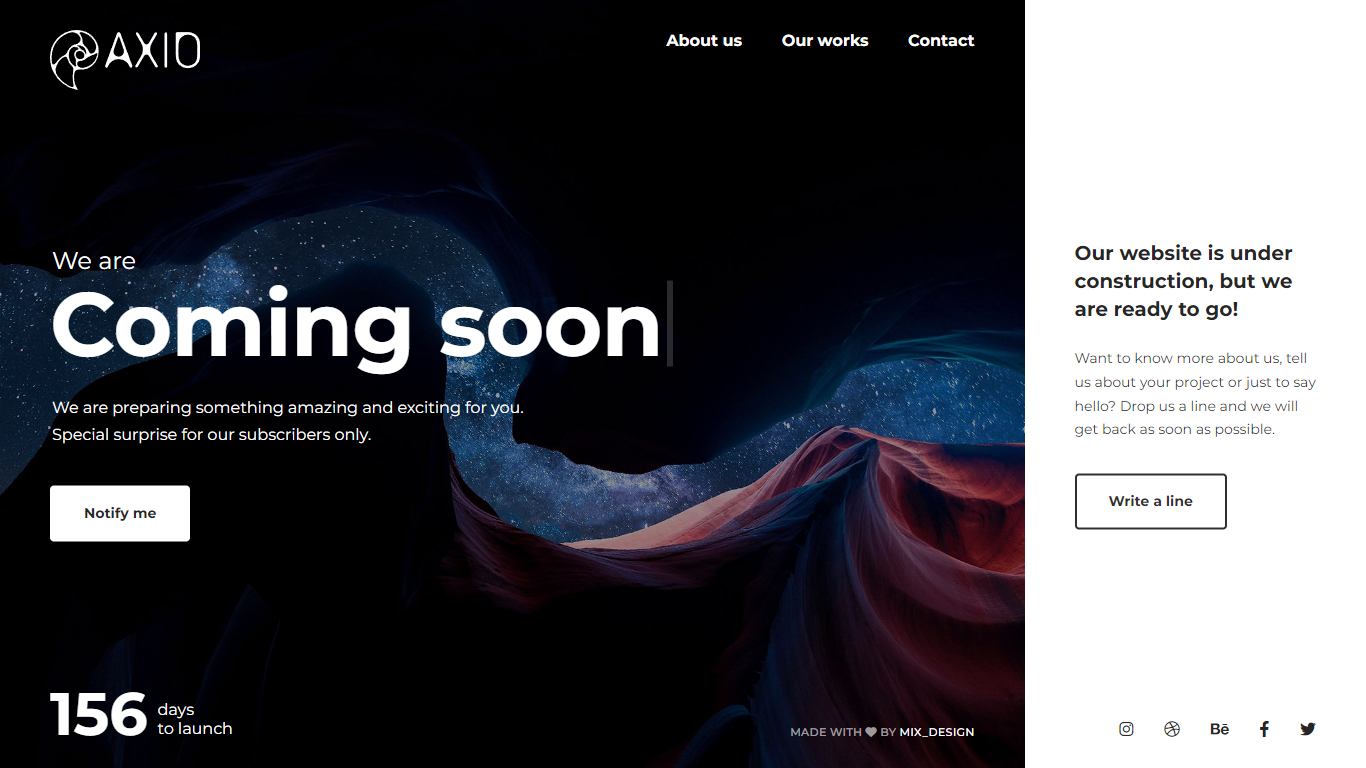 AXIO
About us
Our works
Contact
We are
Coming soon
We are preparing something amazing and exciting for you.
Special surprise for our subscribers only.
Notify me
156
days
to launch
MADE WITH BY MIX_DESIGN
Our website is under
construction, but we
are ready to go!
Want to know more about us, tell
us about your project or just to say
hello? Drop us a line and we will
get back as soon as possible.
Write a line
Bē